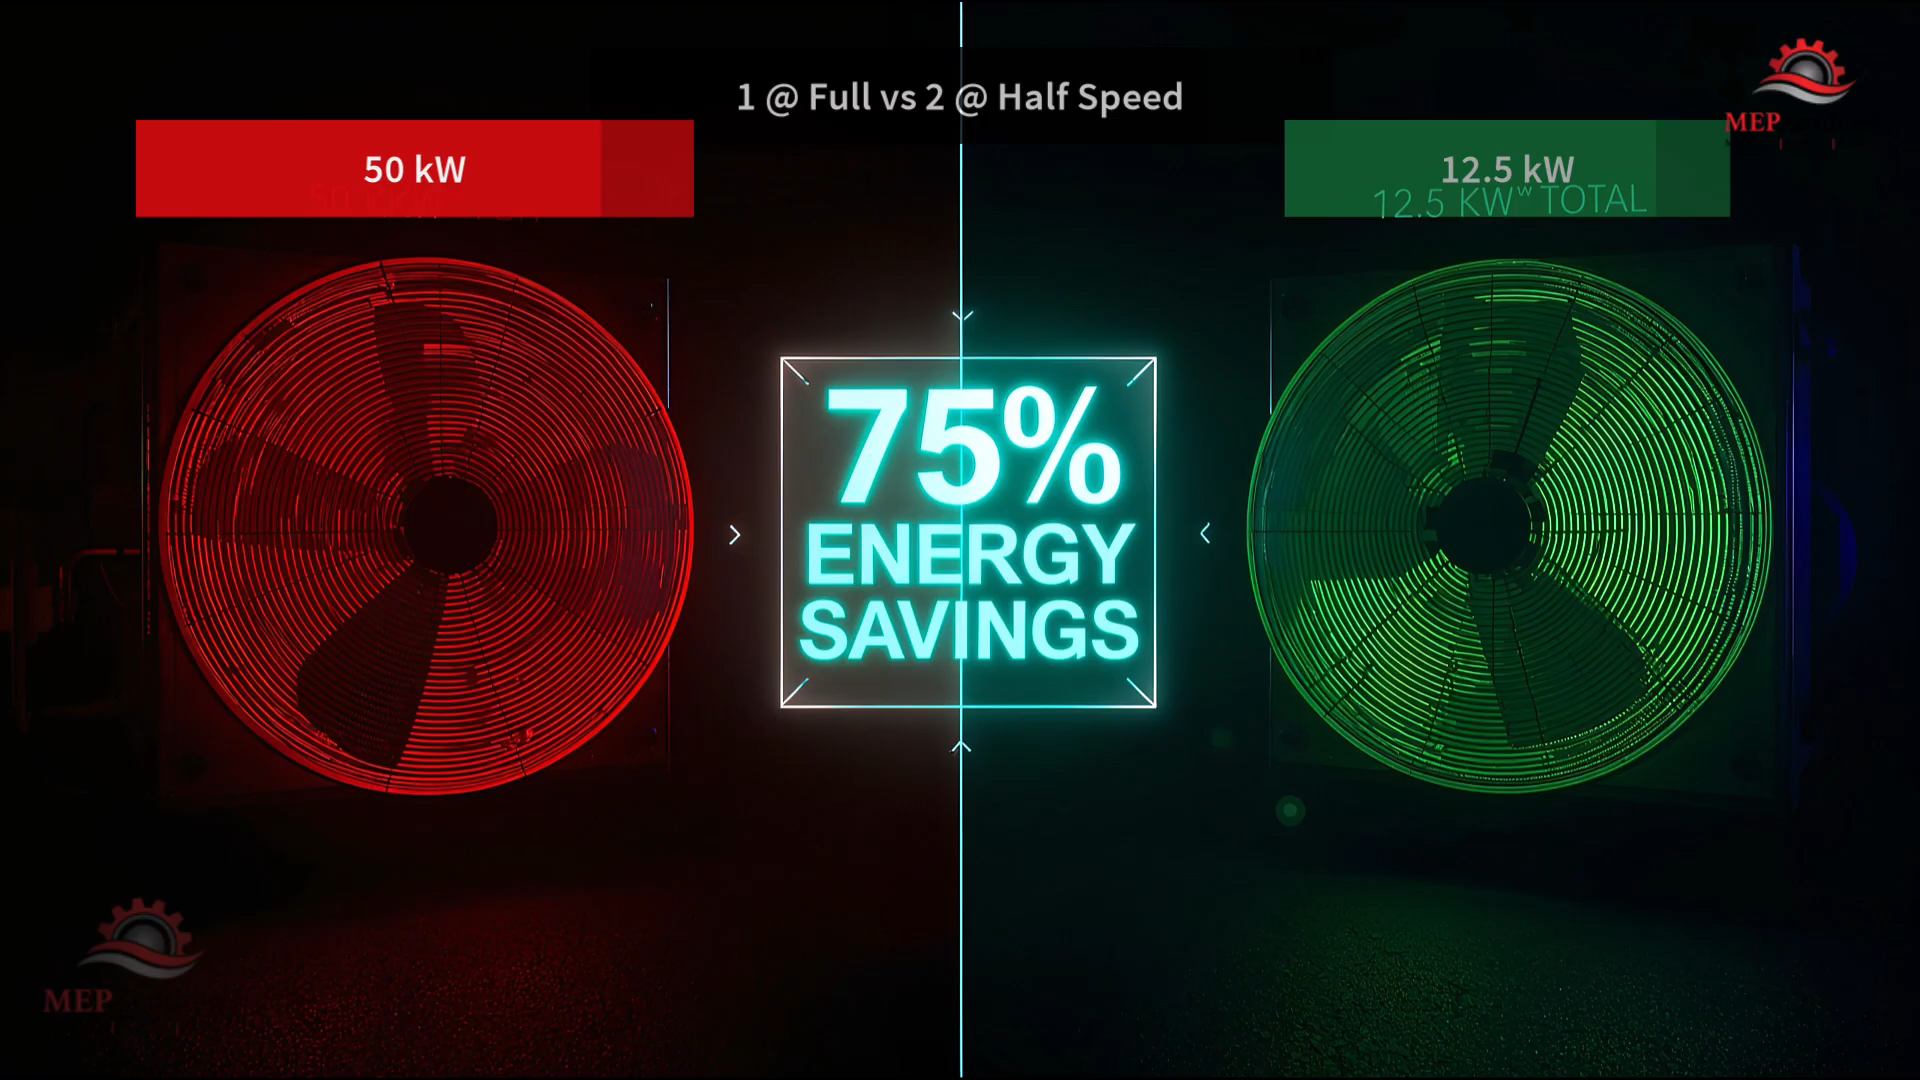 1 @ Full vs 2 @ Half Speed
MEP
50 kW
12.5 kW
12.5 KWᵂ TOTAL
75%
ENERGY
SAVINGS
MEP